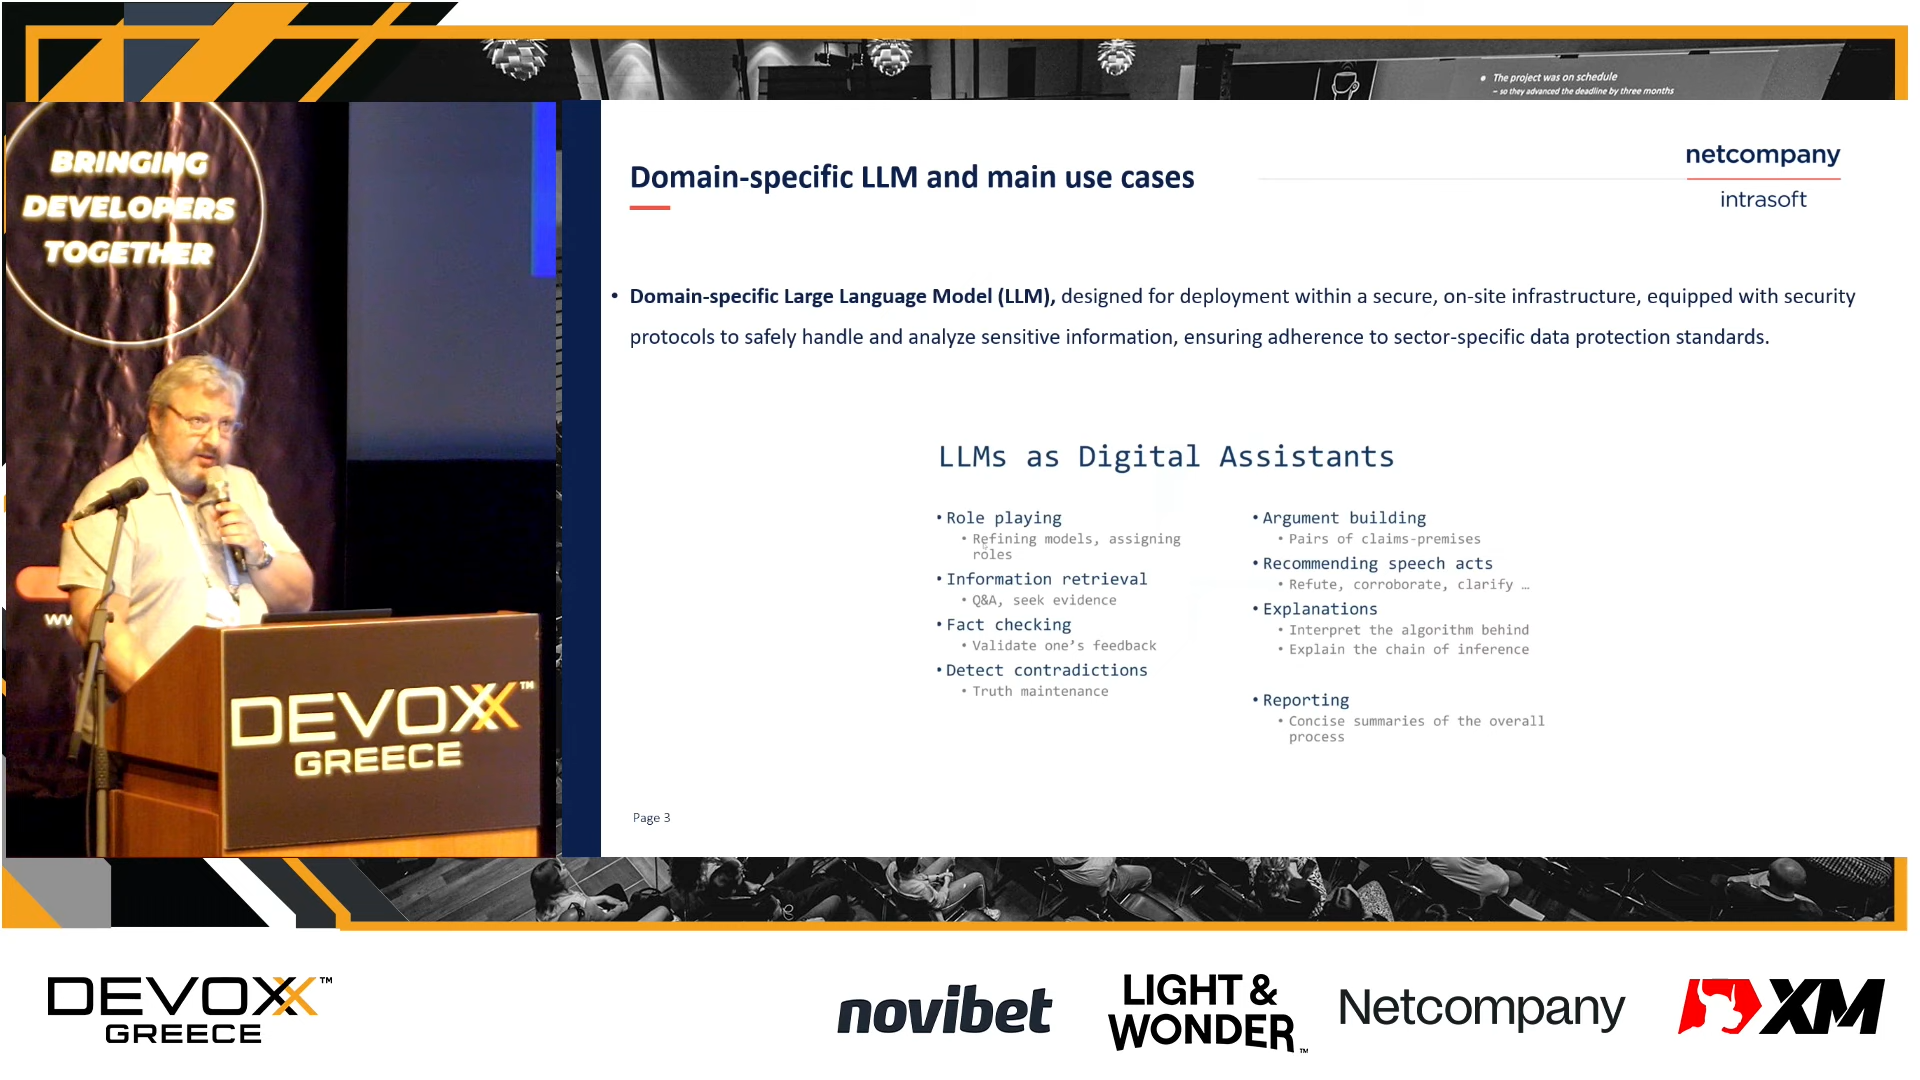 • The project was on schedule
– so they advanced the deadline by three months
BRINGING
DEVELOPERS
TOGETHER
DEVOXX™
GREECE
Domain-specific LLM and main use cases
netcompany
intrasoft
• Domain-specific Large Language Model (LLM), designed for deployment within a secure, on-site infrastructure, equipped with security
protocols to safely handle and analyze sensitive information, ensuring adherence to sector-specific data protection standards.
LLMs as Digital Assistants
• Role playing
• Refining models, assigning
roles
• Information retrieval
• Q&A, seek evidence
• Fact checking
• Validate one’s feedback
• Detect contradictions
• Truth maintenance
• Argument building
• Pairs of claims-premises
• Recommending speech acts
• Refute, corroborate, clarify …
• Explanations
• Interpret the algorithm behind
• Explain the chain of inference
• Reporting
• Concise summaries of the overall
process
Page 3
DEVOXX™
GREECE
novibet
LIGHT &
WONDER™
Netcompany
XM